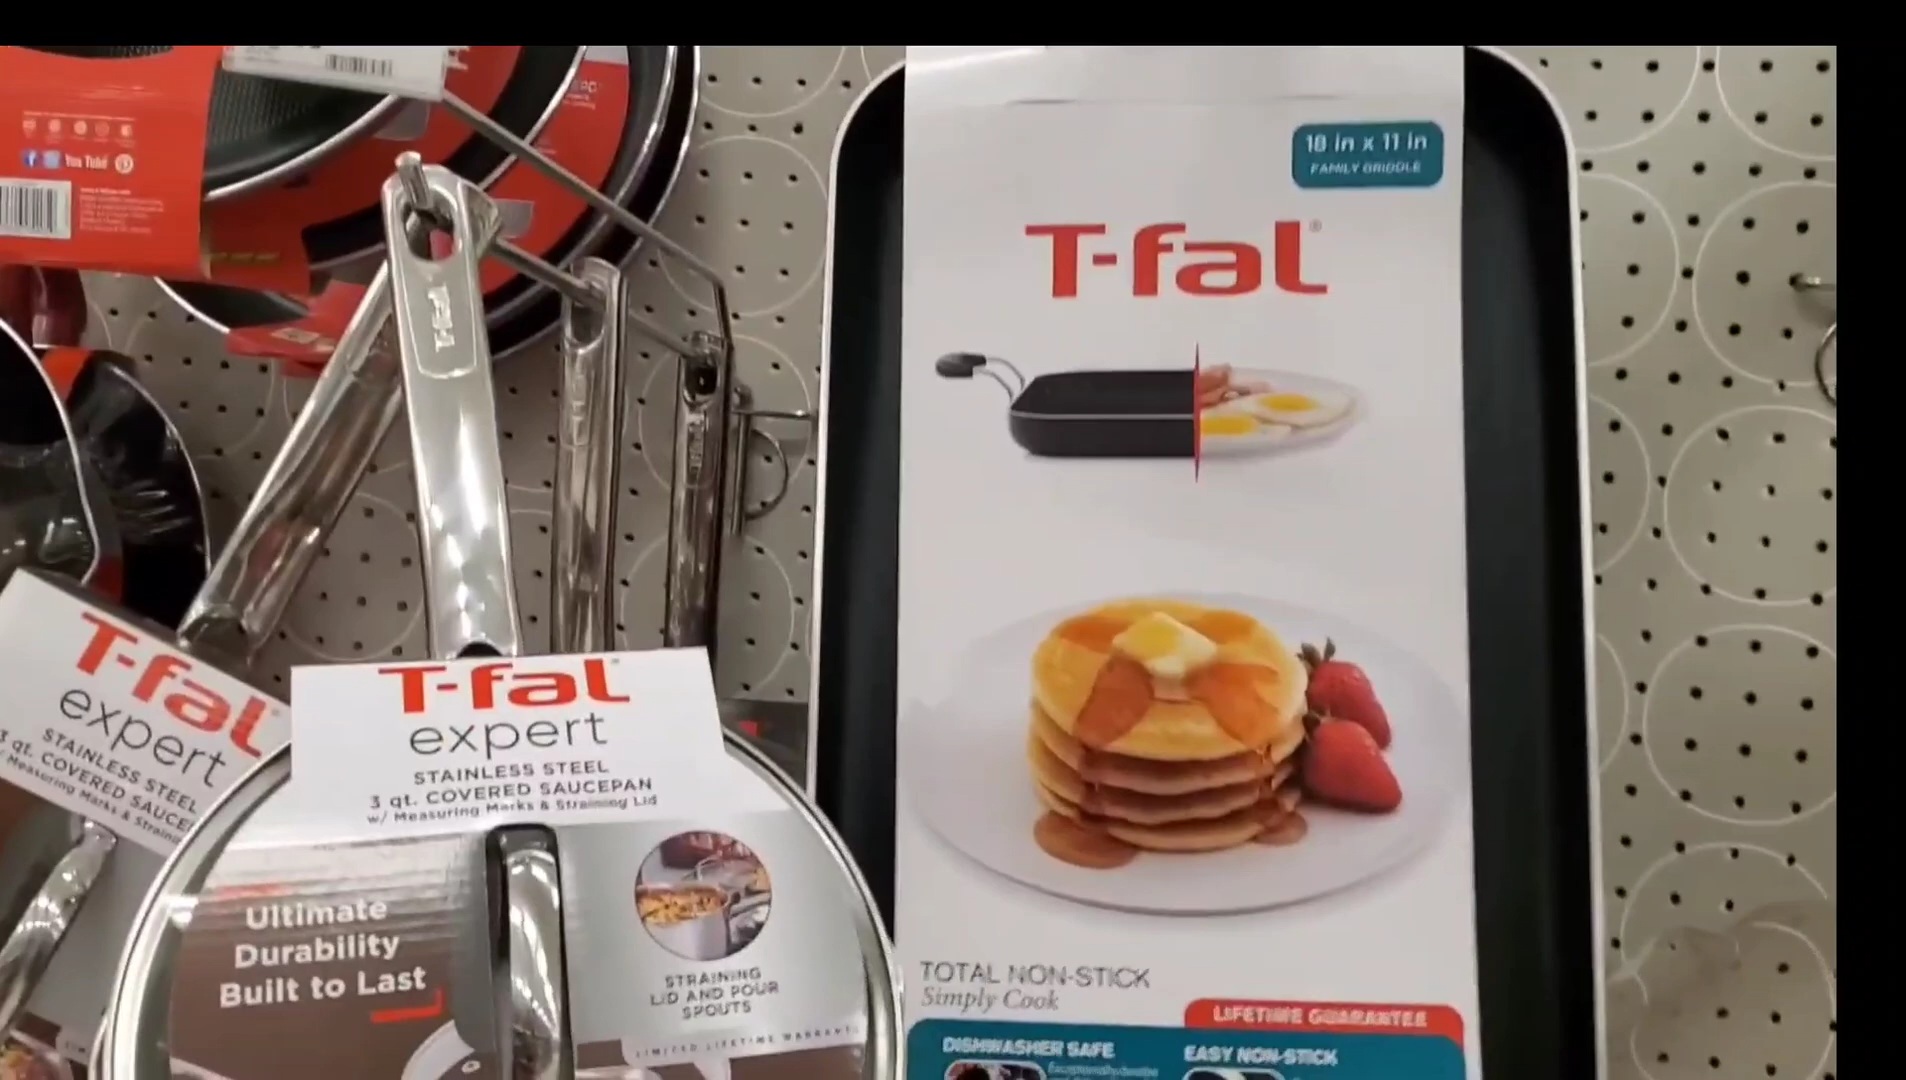 You Tube
T-fal
T-fal
expert
STAINLESS STEEL
3 qt. COVERED SAUCEPAN
w/ Measuring Marks & Straining Lid
Ultimate
Durability
Built to Last
STRAINING
LID AND POUR
SPOUTS
LIMITED LIFETIME WARRANTY
T-fal
expert
STAINLESS STEEL
3 qt. COVERED
Measuring Marks &
18 in x 11 in
FAMILY GRIDDLE
T-fal®
TOTAL NON-STICK
Simply Cook
LIFETIME GUARANTEE
DISHWASHER SAFE
EASY NON-STICK